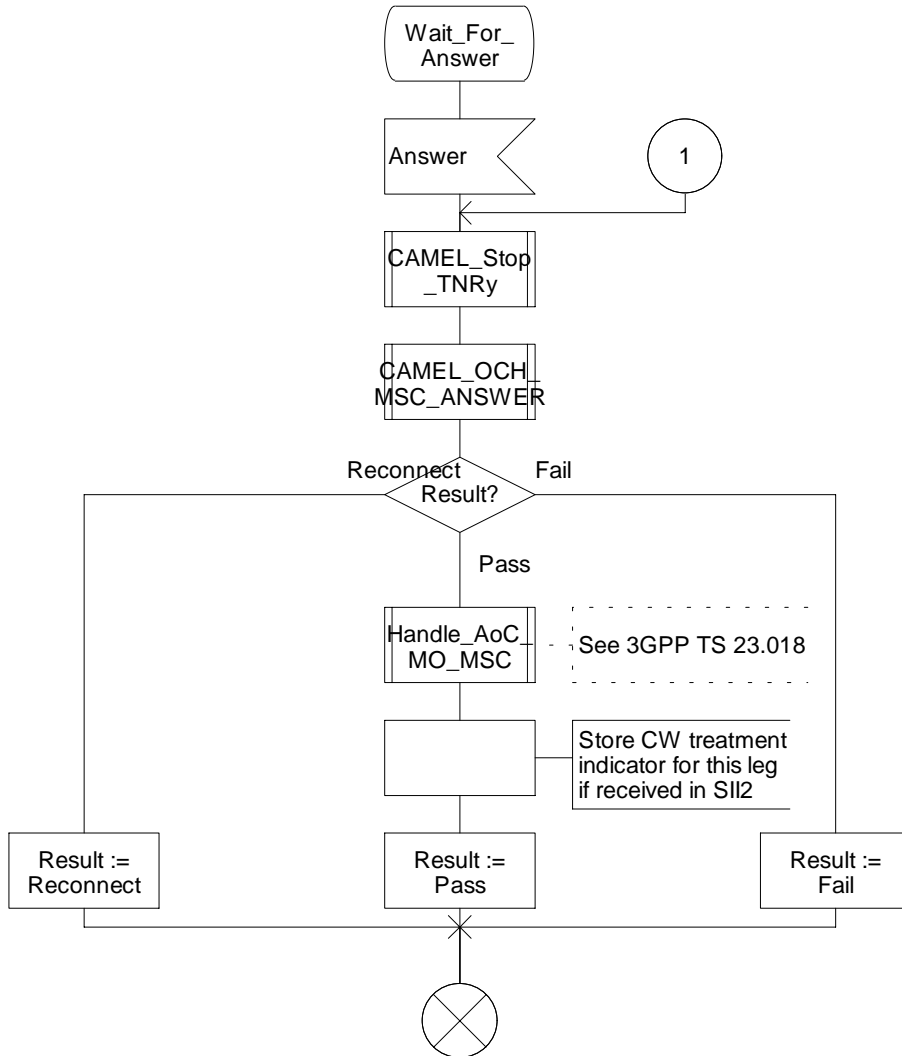 Wait_For_
Answer
Answer
1
CAMEL_Stop
_TNRy
CAMEL_OCH_
MSC_ANSWER
Reconnect
Fail
Result?
Pass
Handle_AoC_
MO_MSC
See 3GPP TS 23.018
Store CW treatment
indicator for this leg
if received in SII2
Result :=
Reconnect
Result :=
Pass
Result :=
Fail